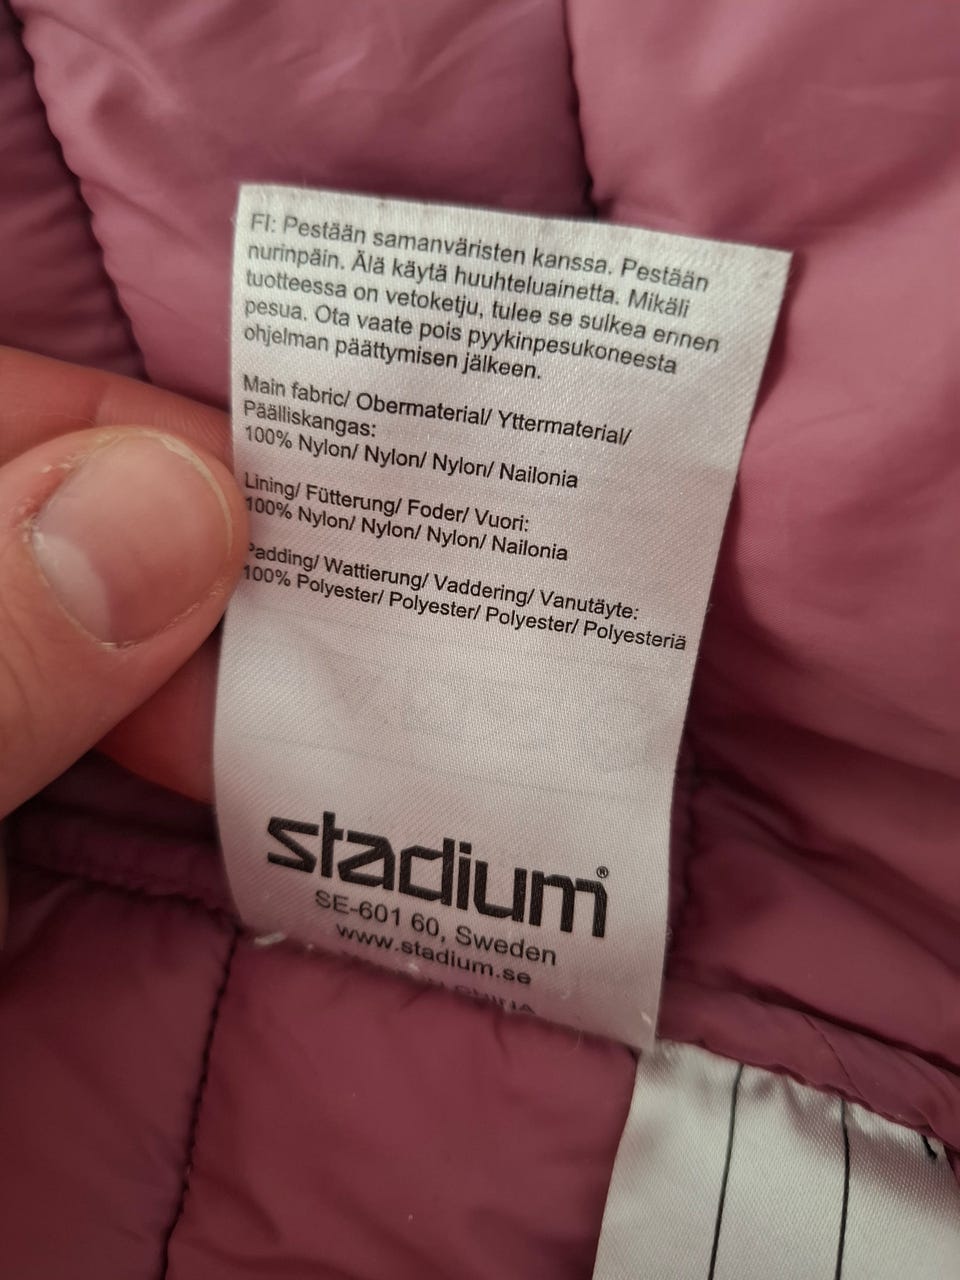 FI: Pestään samanväristen kanssa. Pestään
nurinpäin. Älä käytä huuhteluainetta. Mikäli
tuotteessa on vetoketju, tulee se sulkea ennen
pesua. Ota vaate pois pyykinpesukoneesta
ohjelman päättymisen jälkeen.
Main fabric/ Obermaterial/ Yttermaterial/
Päälliskangas:
100% Nylon/ Nylon/ Nylon/ Nailonia
Lining/ Fütterung/ Foder/ Vuori:
100% Nylon/ Nylon/ Nylon/ Nailonia
Padding/ Wattierung/ Vaddering/ Vanutäyte:
100% Polyester/ Polyester/ Polyester/ Polyesteriä
stadium®
SE-601 60, Sweden
www.stadium.se
CHINA